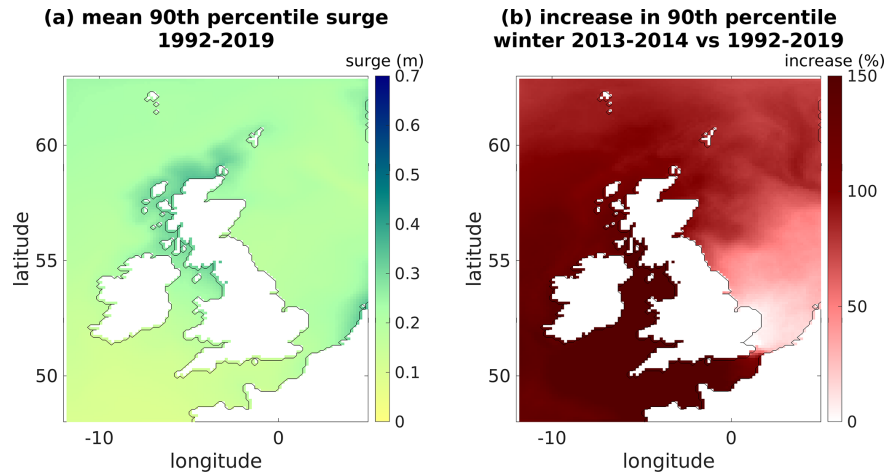 (a) mean 90th percentile surge
1992-2019
surge (m)
0.7
0.6
0.5
0.4
0.3
0.2
0.1
0
60
55
50
latitude
-10
0
longitude
(b) increase in 90th percentile
winter 2013-2014 vs 1992-2019
increase (%)
150
100
50
0
60
55
50
latitude
-10
0
longitude